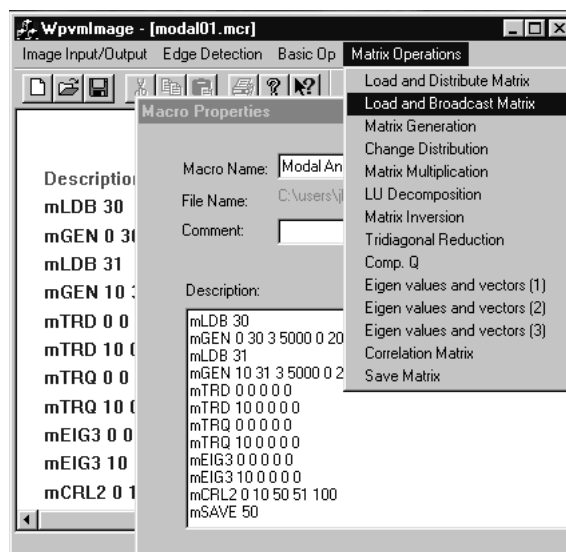 WpvmImage - [modal01.mcr]
Image Input/Output Edge Detection Basic Op Matrix Operations
Load and Distribute Matrix
Load and Broadcast Matrix
Matrix Generation
Change Distribution
Matrix Multiplication
LU Decomposition
Matrix Inversion
Tridiagonal Reduction
Comp. Q
Eigen values and vectors (1)
Eigen values and vectors (2)
Eigen values and vectors (3)
Correlation Matrix
Save Matrix
Macro Properties
Macro Name: Modal An
File Name: C:\users\j
Comment:
Description:
mLDB 30
mGEN 0 30 3 5000 0 20
mLDB 31
mGEN 10 31 3 5000 0 2
mTRD 0 0 0 0 0
mTRD 10 0 0 0 0
mTRQ 0 0 0 0 0
mTRQ 10 0 0 0 0
mEIG3 0 0 0 0 0
mEIG3 10 0 0 0 0
mCRL2 0 10 50 51 100
mSAVE 50
Descriptio
mLDB 30
mGEN 0 30
mLDB 31
mGEN 10
mTRD 0 0
mTRD 10
mTRQ 0 0
mTRQ 10
mEIG3 0 0
mEIG3 10
mCRL2 0 1